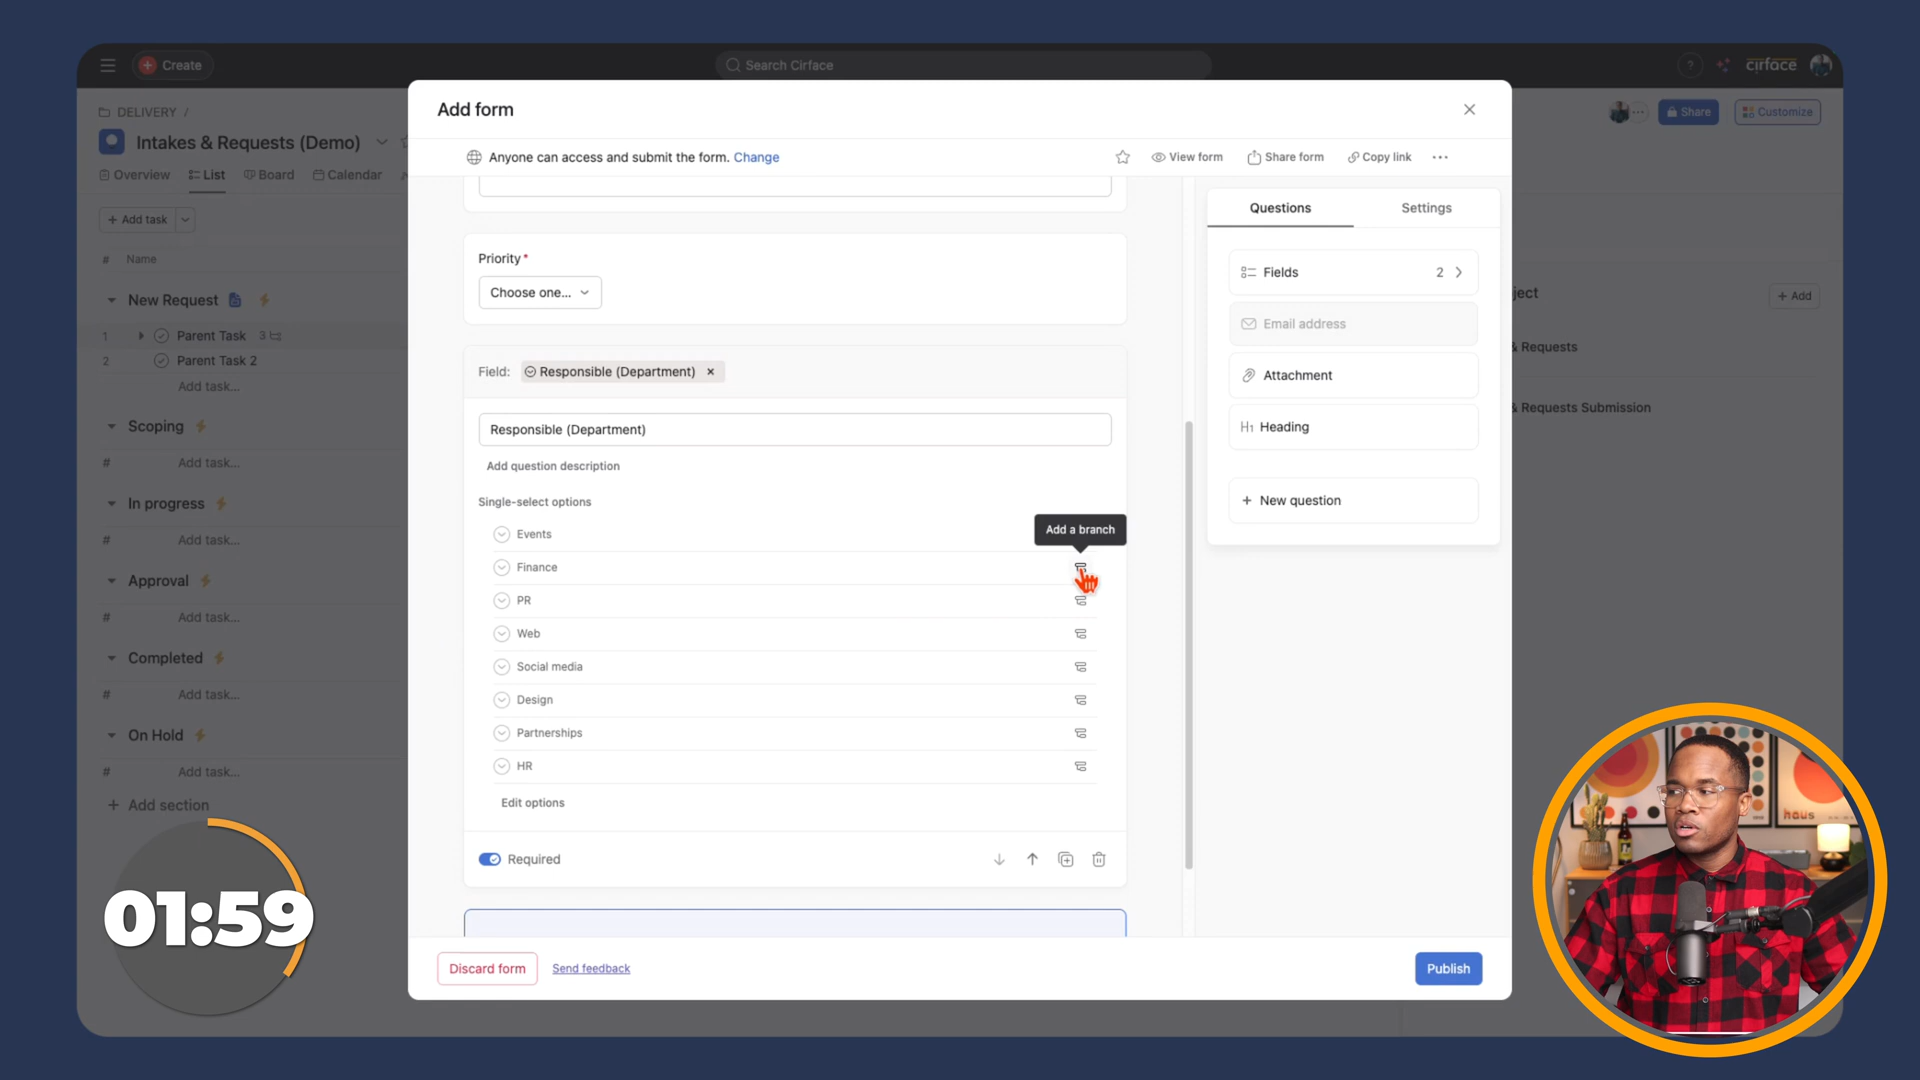 Create
Search Cirface
?
cirface
DELIVERY /
Intakes & Requests (Demo)
Overview
List
Board
Calendar
Share
Customize
+ Add task
# Name
New Request
1 Parent Task 3
2 Parent Task 2
Add task...
Scoping
# Add task...
In progress
# Add task...
Approval
# Add task...
Completed
# Add task...
On Hold
# Add task...
+ Add section
01:59
Add form
Anyone can access and submit the form. Change
View form
Share form
Copy link
Priority*
Choose one...
Field: Responsible (Department) ×
Responsible (Department)
Add question description
Single-select options
Add a branch
Events
Finance
PR
Web
Social media
Design
Partnerships
HR
Edit options
Required
Discard form
Send feedback
Publish
Questions
Settings
Fields 2
Email address
Attachment
H1 Heading
+ New question
ject
+ Add
& Requests
& Requests Submission
haus